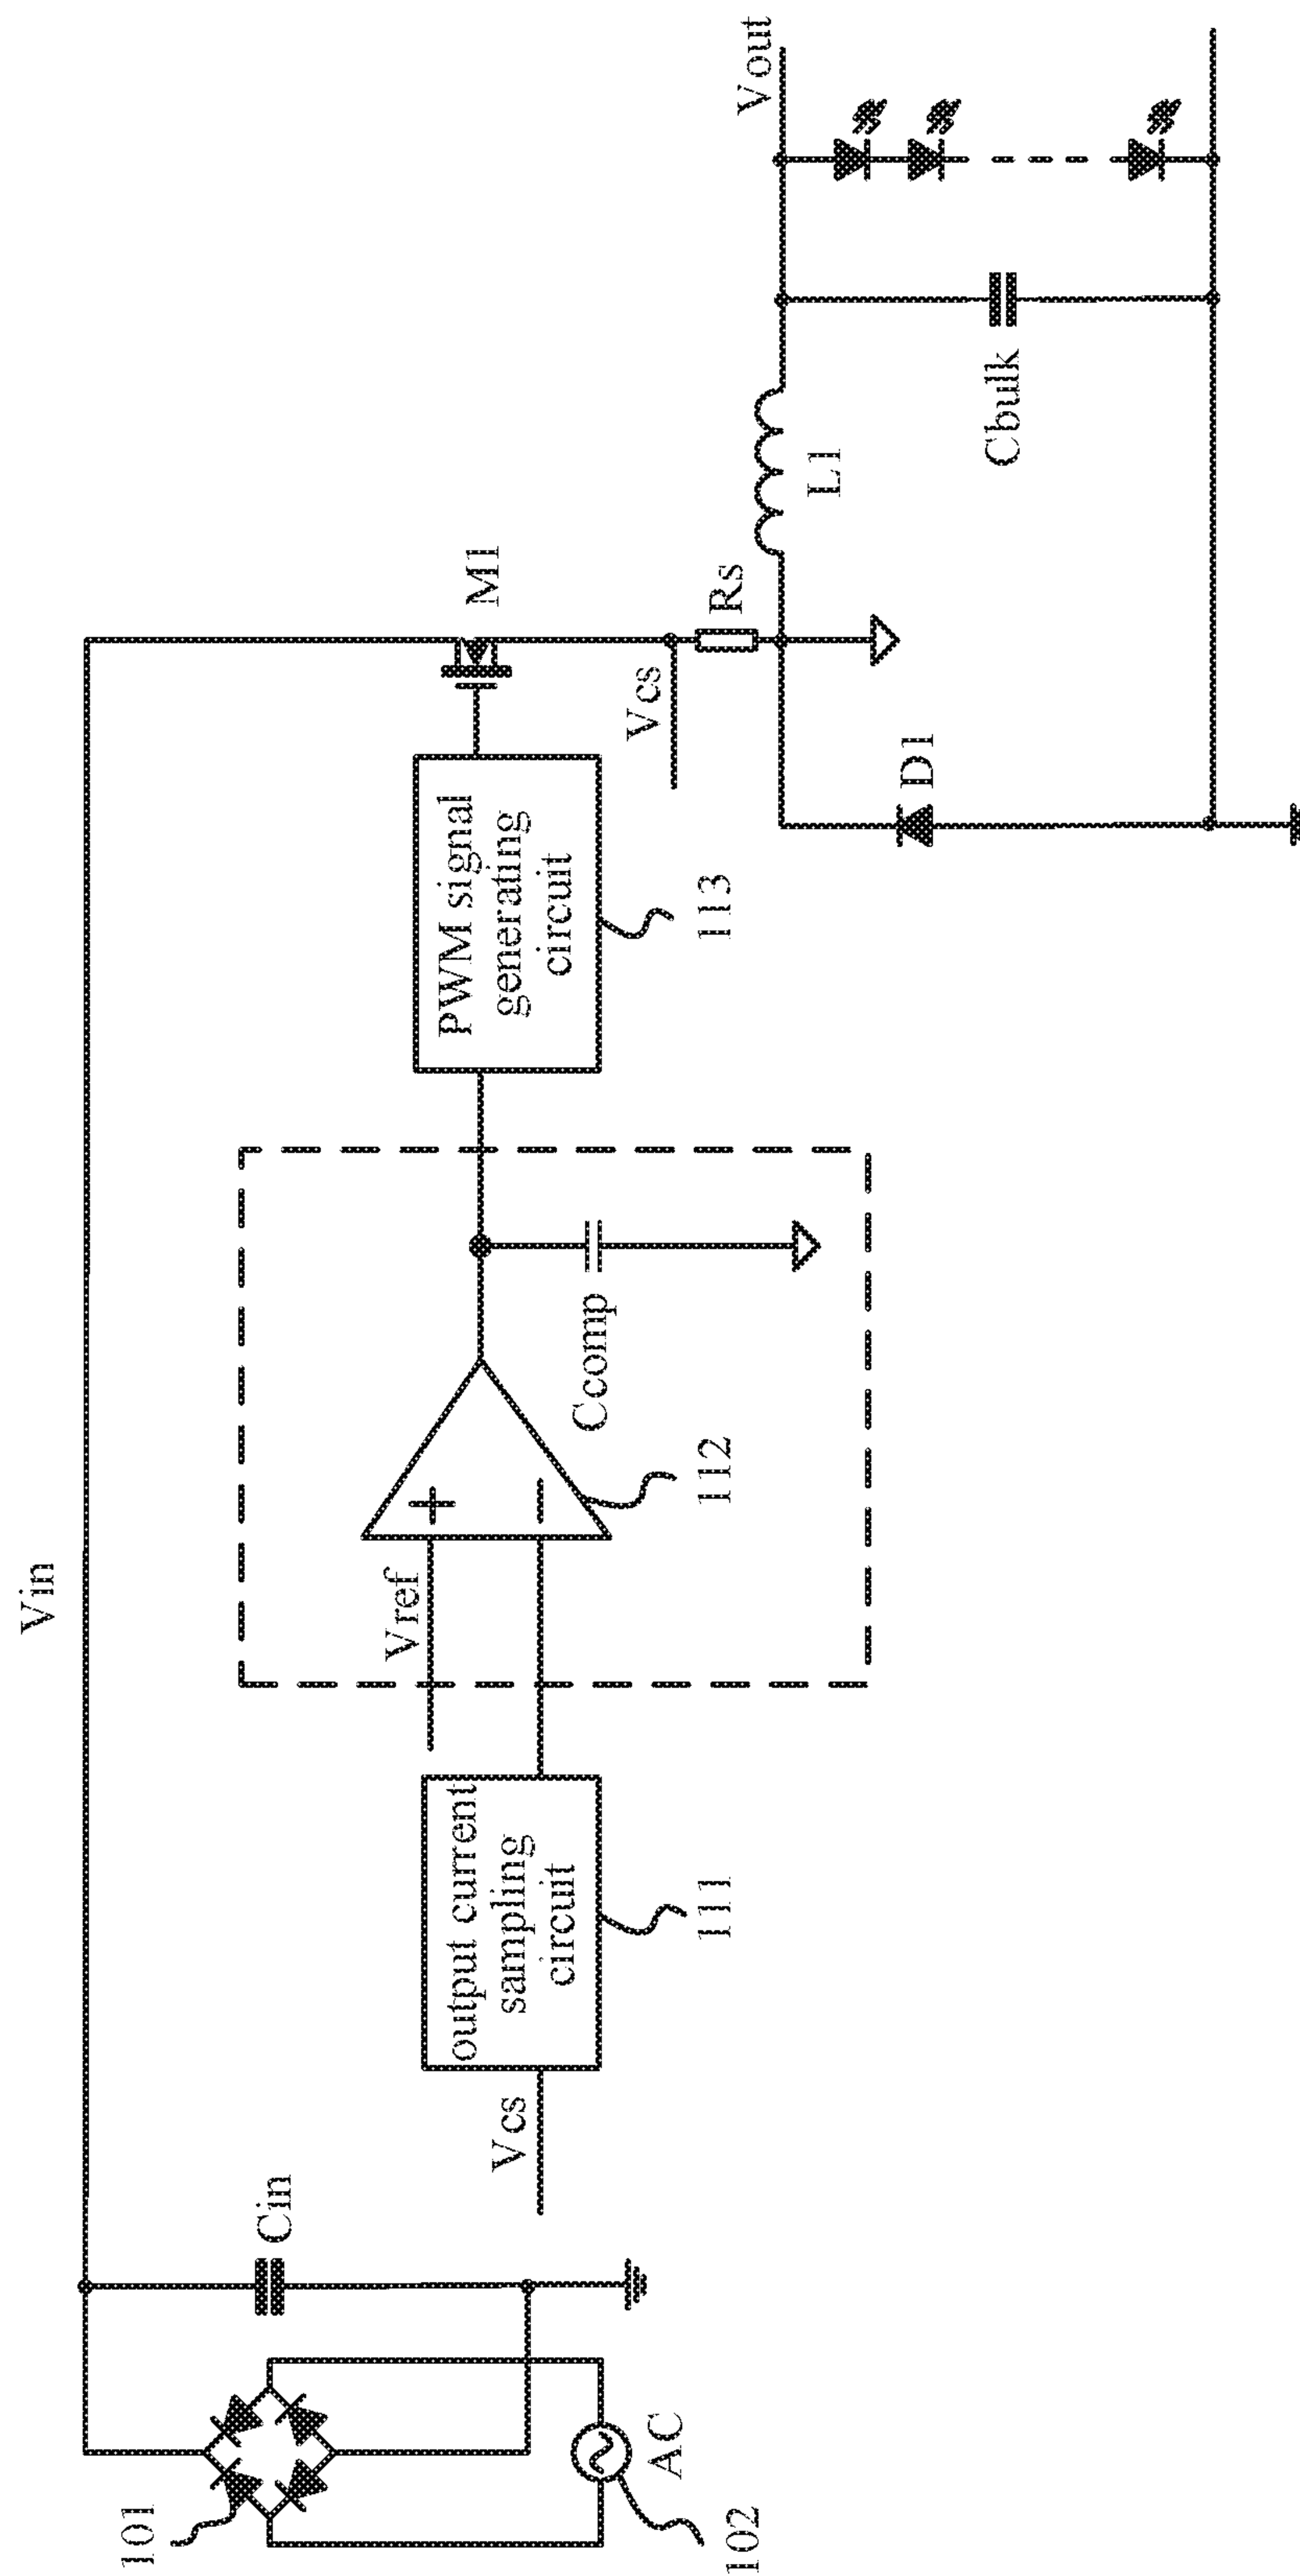 Vin
101
102
AC
Cin
Vcs
output current
sampling
circuit
111
Vref
+
−
112
Ccomp
PWM signal
generating
circuit
113
M1
Vcs
Rs
D1
L1
Cbulk
Vout